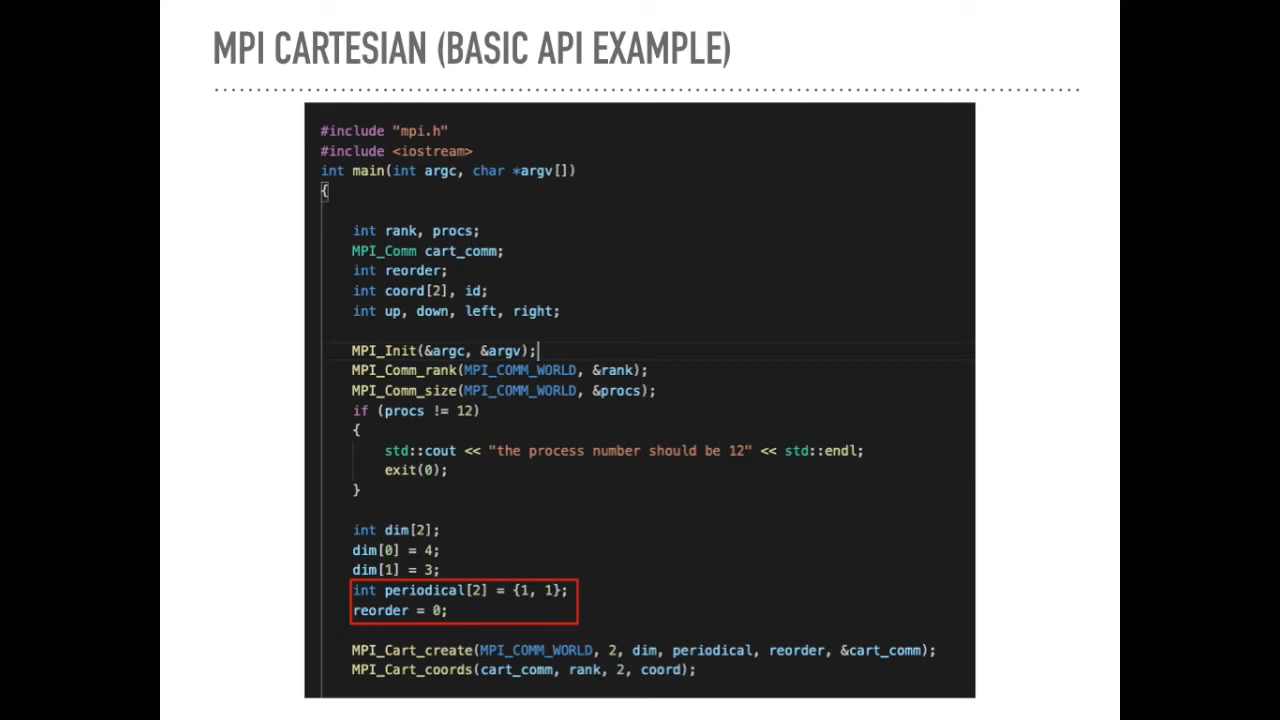 MPI CARTESIAN (BASIC API EXAMPLE)
#include "mpi.h"
#include <iostream>
int main(int argc, char *argv[])
{
int rank, procs;
MPI_Comm cart_comm;
int reorder;
int coord[2], id;
int up, down, left, right;
MPI_Init(&argc, &argv);
MPI_Comm_rank(MPI_COMM_WORLD, &rank);
MPI_Comm_size(MPI_COMM_WORLD, &procs);
if (procs != 12)
{
std::cout << "the process number should be 12" << std::endl;
exit(0);
}
int dim[2];
dim[0] = 4;
dim[1] = 3;
int periodical[2] = {1, 1};
reorder = 0;
MPI_Cart_create(MPI_COMM_WORLD, 2, dim, periodical, reorder, &cart_comm);
MPI_Cart_coords(cart_comm, rank, 2, coord);